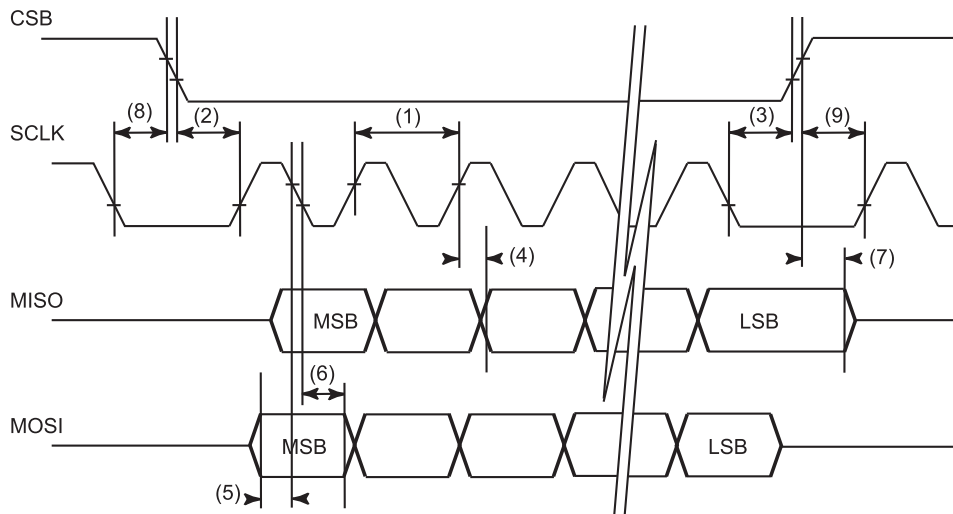 CSB
(8)
(2)
(1)
(3)
(9)
SCLK
(4)
(7)
MISO
MSB
LSB
(6)
MOSI
MSB
LSB
(5)